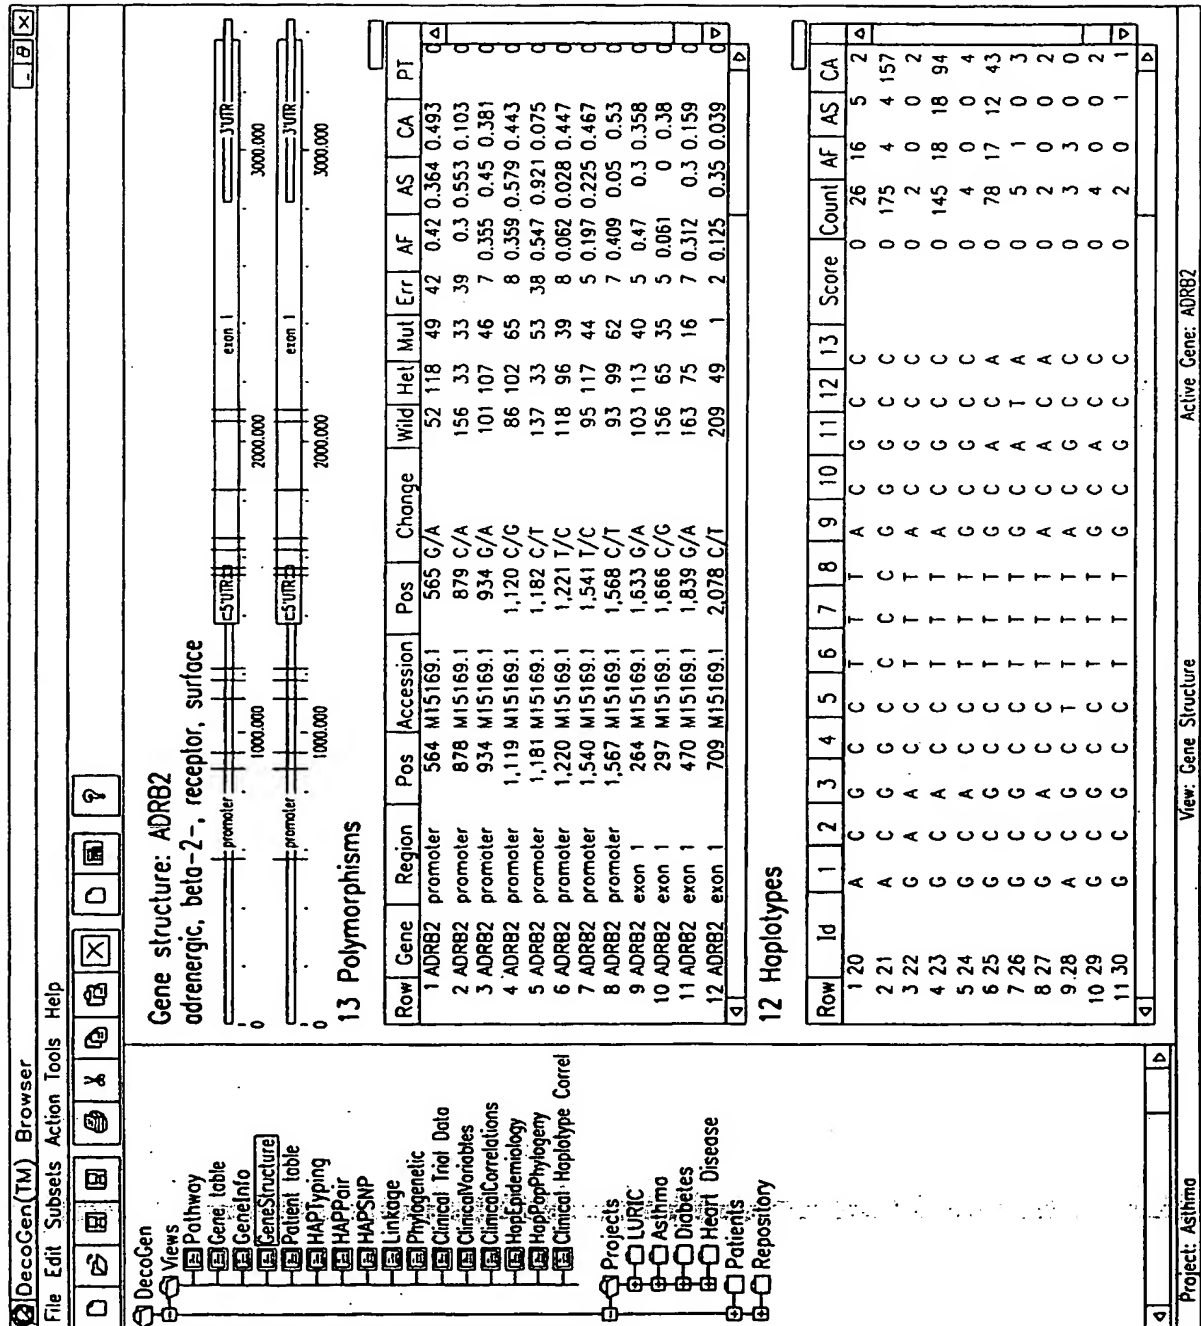 DecoGen(TM) Browser
File Edit Subsets Action Tools Help
?
DecoGen
Views
Pathway
Gene table
GeneInfo
GeneStructure
Patient table
HAPTyping
HAPPair
HAPSNP
Linkage
Phylogenetic
Clinical Trial Data
ClinicalVariables
ClinicalCorrelations
HapEpidemiology
HapPopPhylogeny
Clinical Haplotype Correl
Projects
LURIC
Asthma
Diabetes
Heart Disease
Patients
Repository
Gene structure: ADRB2
adrenergic, beta-2-, receptor, surface
promoter 5'UTR exon 1 3'UTR
0 1000.000 2000.000 3000.000
promoter 5'UTR exon 1 3'UTR
0 1000.000 2000.000 3000.000
13 Polymorphisms
Row Gene Region Pos Accession Pos Change Wild Het Mut Err AF AS CA PT
1 ADRB2 promoter 564 M15169.1 565 G/A 52 118 49 42 0.42 0.364 0.493 0
2 ADRB2 promoter 878 M15169.1 879 C/A 156 33 33 39 0.3 0.553 0.103 0
3 ADRB2 promoter 934 M15169.1 934 G/A 101 107 46 7 0.355 0.45 0.381 0
4 ADRB2 promoter 1,119 M15169.1 1,120 C/G 86 102 65 8 0.359 0.579 0.443 0
5 ADRB2 promoter 1,181 M15169.1 1,182 C/T 137 33 53 38 0.547 0.921 0.075 0
6 ADRB2 promoter 1,220 M15169.1 1,221 T/C 118 96 39 8 0.062 0.028 0.447 0
7 ADRB2 promoter 1,540 M15169.1 1,541 T/C 95 117 44 5 0.197 0.225 0.467 0
8 ADRB2 promoter 1,567 M15169.1 1,568 C/T 93 99 62 7 0.409 0.05 0.53 0
9 ADRB2 exon 1 264 M15169.1 1,633 G/A 103 113 40 5 0.47 0.3 0.358 0
10 ADRB2 exon 1 297 M15169.1 1,666 C/G 156 65 35 5 0.061 0 0.38 0
11 ADRB2 exon 1 470 M15169.1 1,839 G/A 163 75 16 7 0.312 0.3 0.159 0
12 ADRB2 exon 1 709 M15169.1 2,078 C/T 209 49 1 2 0.125 0.35 0.039 0
12 Haplotypes
Row Id 1 2 3 4 5 6 7 8 9 10 11 12 13 Score Count AF AS CA
1 20 A C G C C T T T A C G C C 0 26 16 5 2
2 21 A C G G C C C C G G G C C 0 175 4 4 157
3 22 G A A C C T T T A C G C C 0 2 0 0 2
4 23 G C A C C T T T A C G C C 0 145 18 18 94
5 24 G C A C C T T T G C G C C 0 4 0 0 4
6 25 G C G C C T T T G C A C A 0 78 17 12 43
7 26 G C G C C T T T G C A T A 0 5 1 0 3
8 27 G C A C C T T T A C A C A 0 2 0 0 2
9.28 A C G C T T T T A C G C C 0 3 3 0 0
10 29 G C G C C T T T G C A C C 0 4 0 0 2
11 30 G C G C C T T T G C G C C 0 2 0 1 1
Project: Asthma
View: Gene Structure
Active Gene: ADRB2